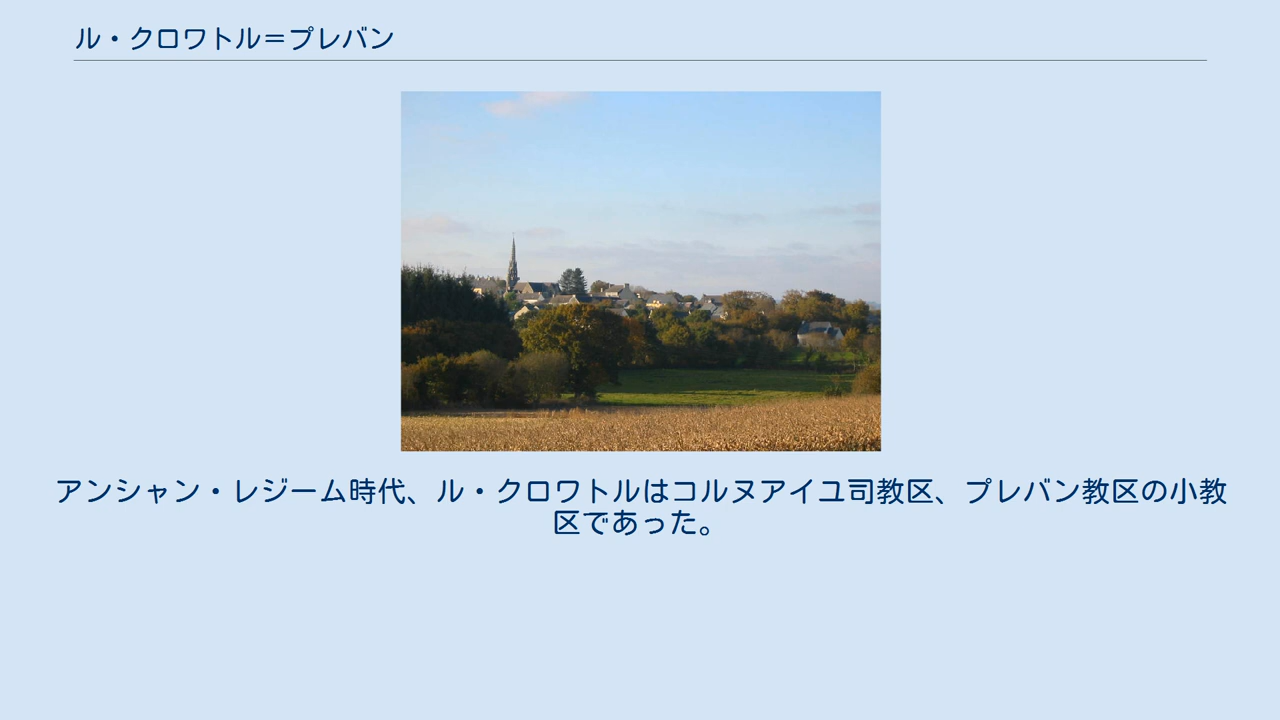 ル・クロワトル＝プレバン
アンシャン・レジーム時代、ル・クロワトルはコルヌアイユ司教区、プレバン教区の小教
区であった。